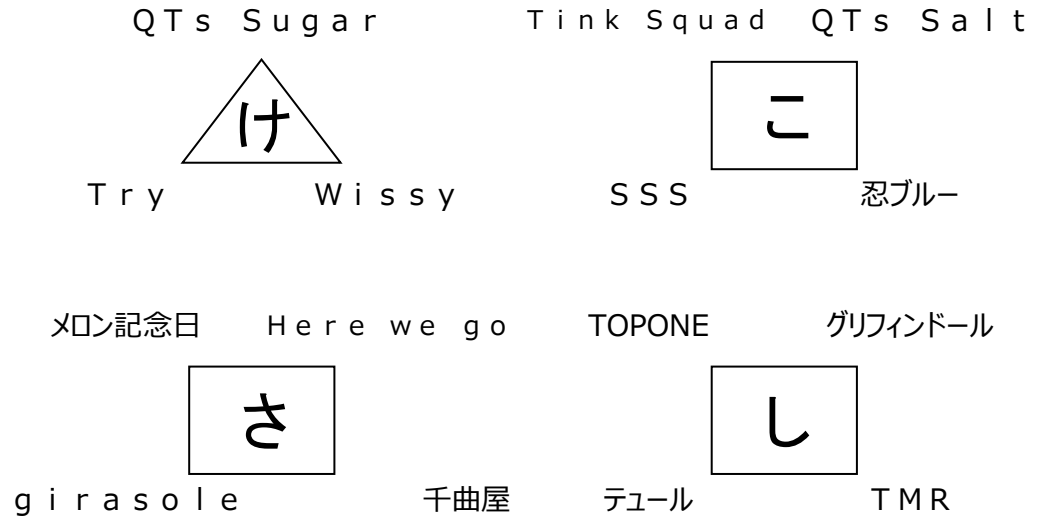 QTs Sugar
Tink Squad QTs Salt
け
こ
Try Wissy
SSS 忍ブルー
メロン記念日 Here we go
TOPONE グリフィンドール
さ
し
girasole 千曲屋
テュール TMR